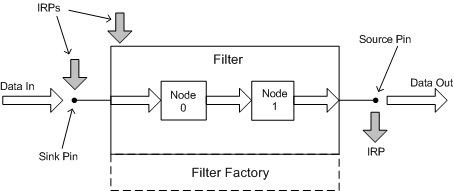 IRPs
Source Pin
Filter
Data In
Data Out
Node
0
Node
1
Sink Pin
IRP
Filter Factory